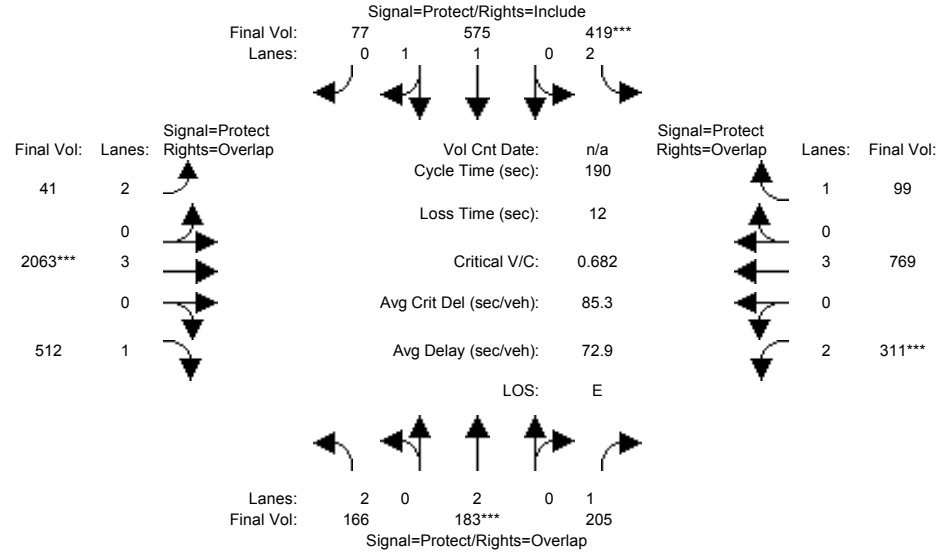 Signal=Protect/Rights=Include
Final Vol: 77 575 419***
Lanes: 0 1 1 0 2
Signal=Protect Signal=Protect
Final Vol: Lanes: Rights=Overlap Vol Cnt Date: n/a Rights=Overlap Lanes: Final Vol:
Cycle Time (sec): 190
41 2 1 99
Loss Time (sec): 12
0 0
2063*** 3 Critical V/C: 0.682 3 769
0 Avg Crit Del (sec/veh): 85.3 0
512 1 Avg Delay (sec/veh): 72.9 2 311***
LOS: E
Lanes: 2 0 2 0 1
Final Vol: 166 183*** 205
Signal=Protect/Rights=Overlap